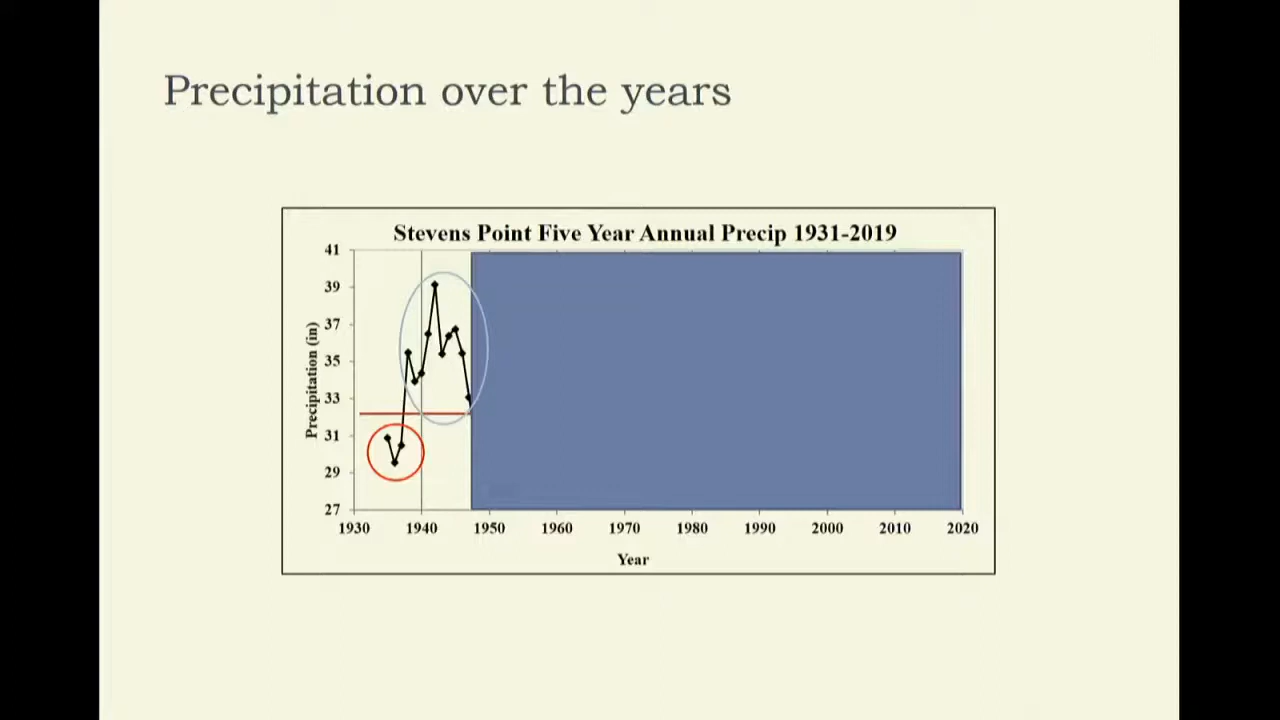 Precipitation over the years
Stevens Point Five Year Annual Precip 1931-2019
41
39
37
35
33
31
29
27
Precipitation (in)
1930 1940 1950 1960 1970 1980 1990 2000 2010 2020
Year